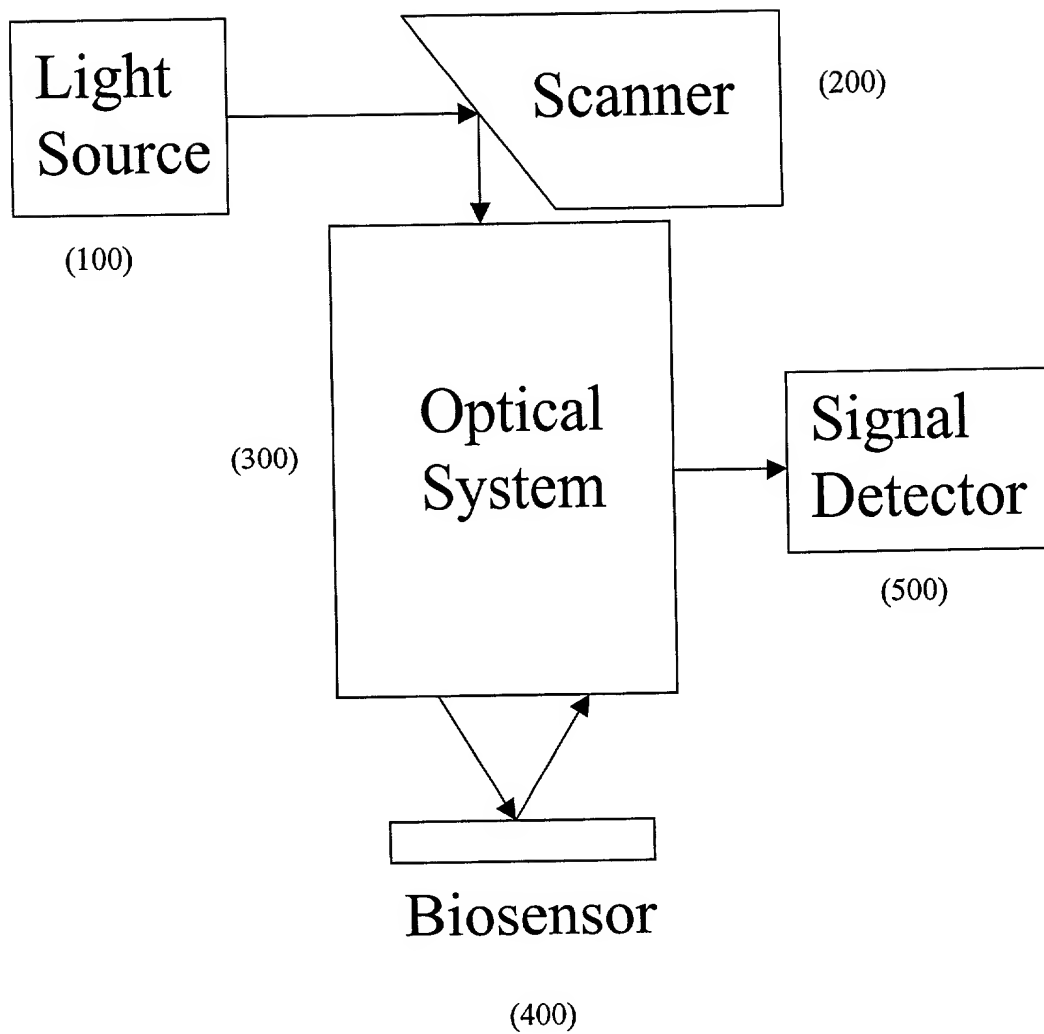 Light
Source
(100)
Scanner
(200)
Optical
System
(300)
Signal
Detector
(500)
Biosensor
(400)